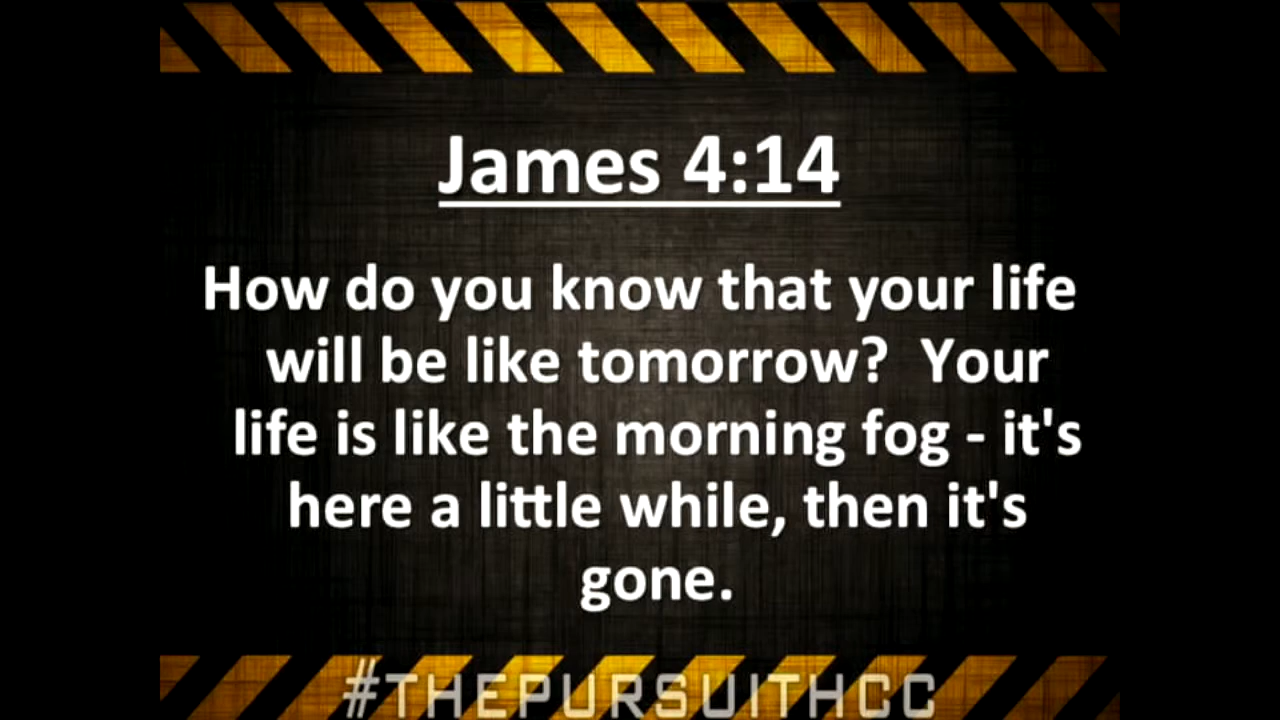 James 4:14
How do you know that your life
will be like tomorrow?  Your
life is like the morning fog - it's
here a little while, then it's
gone.
#THEPURSUITHCC